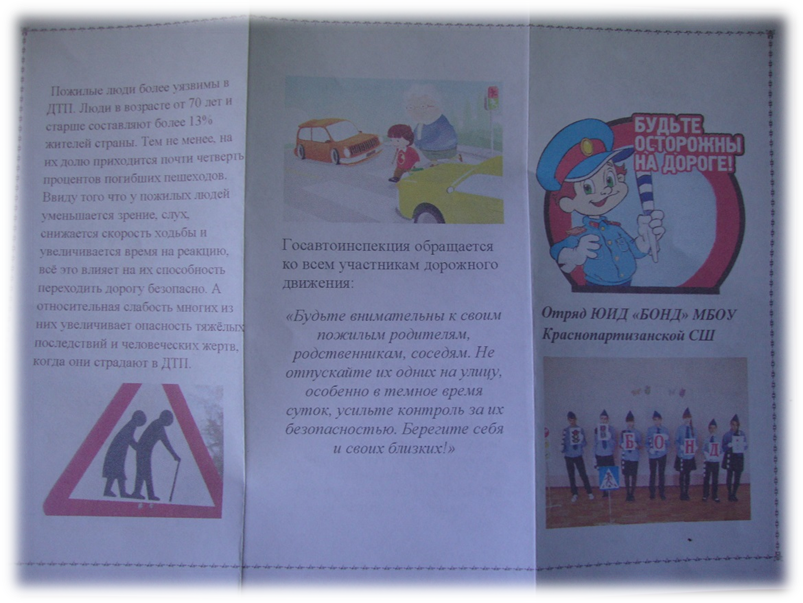 Пожилые люди более уязвимы в
ДТП. Люди в возрасте от 70 лет и
старше составляют более 13%
жителей страны. Тем не менее, на
их долю приходится почти четверть
процентов погибших пешеходов.
Ввиду того что у пожилых людей
уменьшается зрение, слух,
снижается скорость ходьбы и
увеличивается время на реакцию,
всё это влияет на их способность
переходить дорогу безопасно. А
относительная слабость многих из
них увеличивает опасность тяжёлых
последствий и человеческих жертв,
когда они стралают в ДТП.
Госавтоинспекция обращается
ко всем участникам дорожного
движения:
«Будьте внимательны к своим
пожилым родителям,
родственникам, соседям. Не
отпускайте их одних на улицу,
особенно в темное время
суток, усильте контроль за их
безопасностью. Берегите себя
и своих близких!»
БУДЬТЕ
ОСТОРОЖНЫ
НА ДОРОГЕ!
Отряд ЮИД «БОНД» МБОУ
Краснопартизанской СШ
Б О Н Д